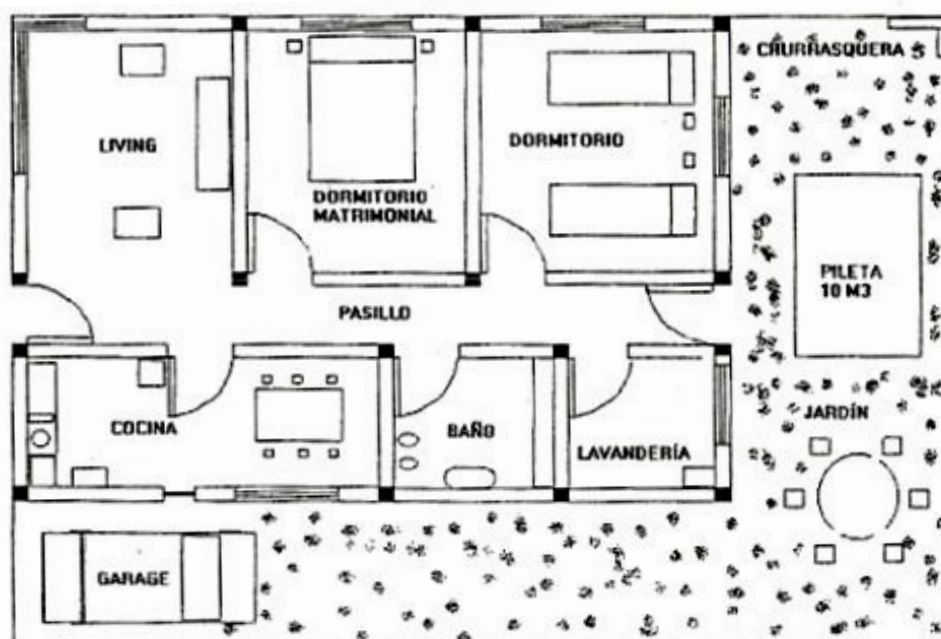 CHURRASQUERA
LIVING
DORMITORIO
DORMITORIO
MATRIMONIAL
PILETA
10 M3
PASILLO
JARDÍN
COCINA
BAÑO
LAVANDERÍA
GARAGE